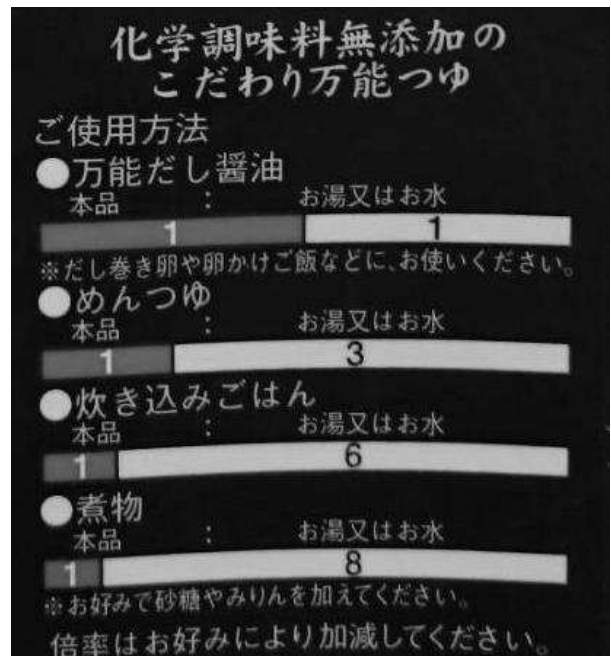 化学調味料無添加の
こだわり万能つゆ
ご使用方法
●万能だし醤油
本品 : お湯又はお水
1 1
※だし巻き卵や卵かけご飯などに、お使いください。
●めんつゆ
本品 : お湯又はお水
1 3
●炊き込みごはん
本品 : お湯又はお水
1 6
●煮物
本品 : お湯又はお水
1 8
※お好みで砂糖やみりんを加えてください。
倍率はお好みにより加減してください。